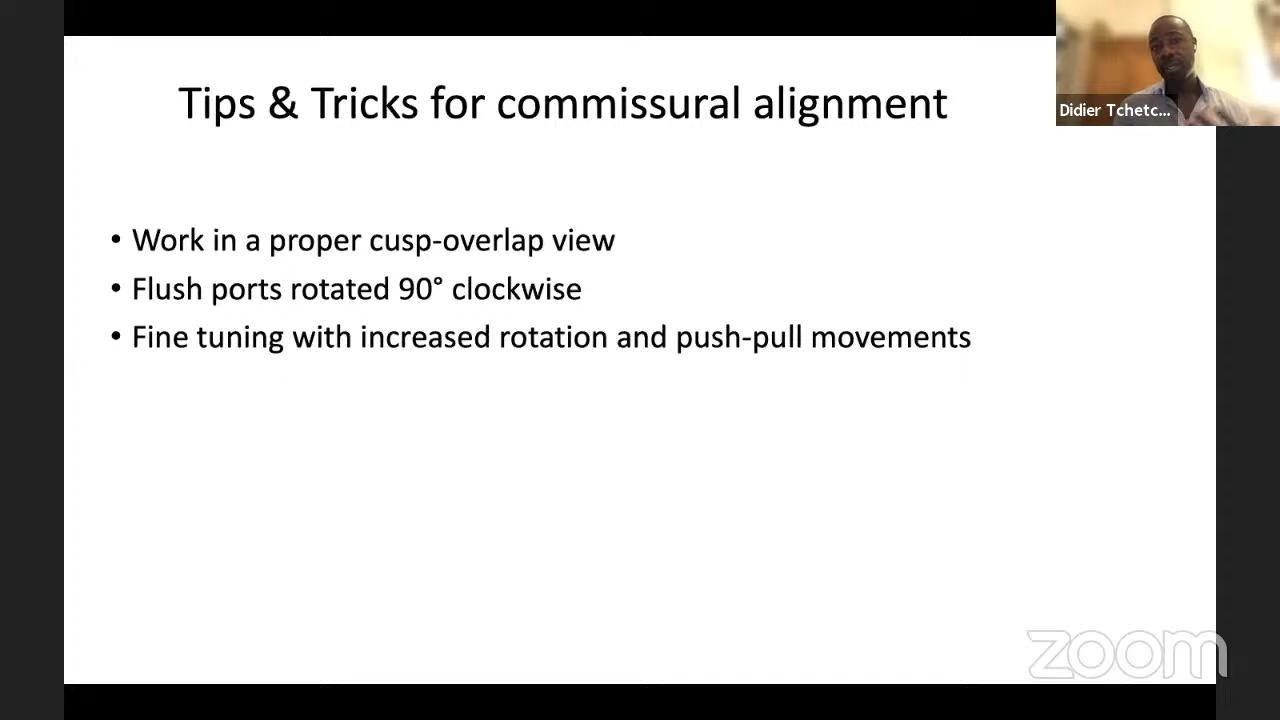 Tips & Tricks for commissural alignment
Didier Tchetc...
• Work in a proper cusp-overlap view
• Flush ports rotated 90° clockwise
• Fine tuning with increased rotation and push-pull movements
zoom